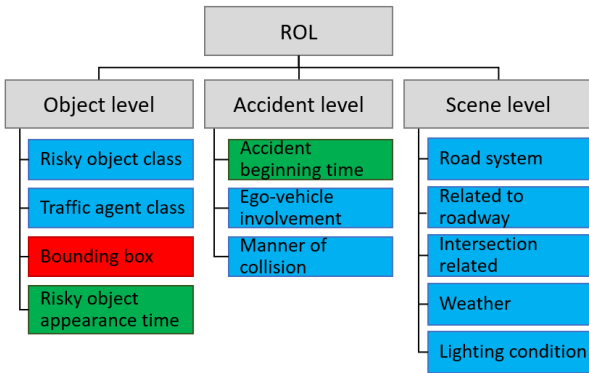 ROL
Object level
Risky object class
Traffic agent class
Bounding box
Risky object
appearance time
Accident level
Accident
beginning time
Ego-vehicle
involvement
Manner of
collision
Scene level
Road system
Related to
roadway
Intersection
related
Weather
Lighting condition